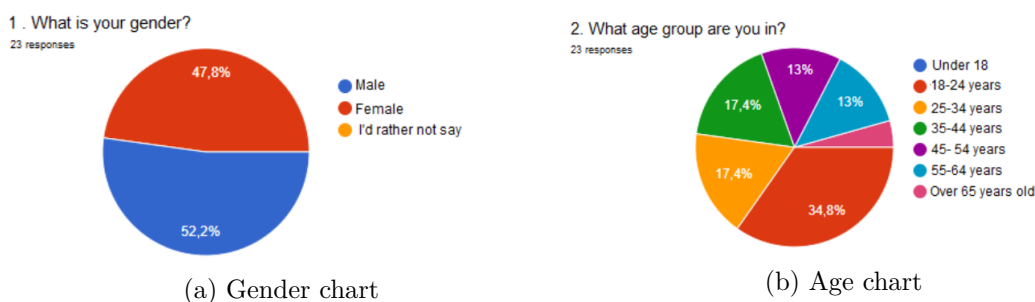 1 . What is your gender?
23 responses
47,8%
52,2%
Male
Female
I'd rather not say
(a) Gender chart
2. What age group are you in?
23 responses
13%
17,4%
13%
17,4%
34,8%
Under 18
18-24 years
25-34 years
35-44 years
45- 54 years
55-64 years
Over 65 years old
(b) Age chart